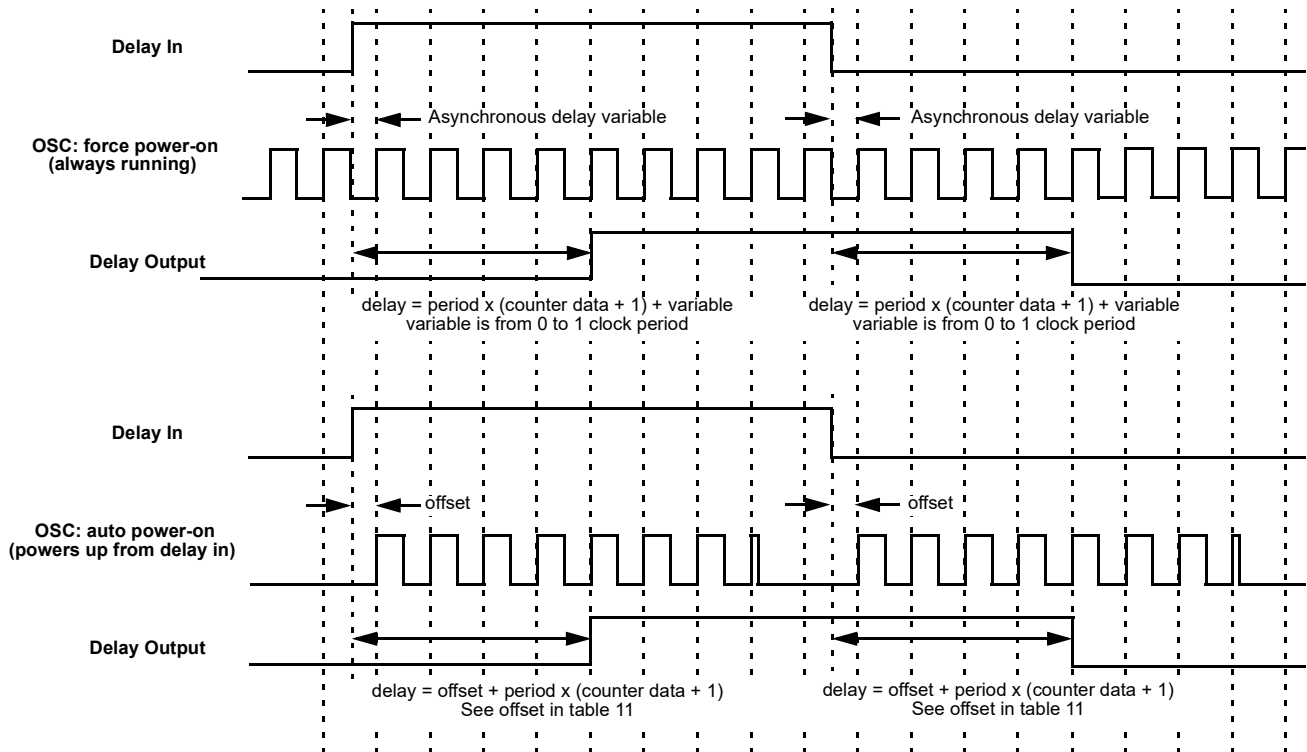 Delay In
Asynchronous delay variable
Asynchronous delay variable
OSC: force power-on
(always running)
Delay Output
delay = period x (counter data + 1) + variable
variable is from 0 to 1 clock period
delay = period x (counter data + 1) + variable
variable is from 0 to 1 clock period
Delay In
offset
offset
OSC: auto power-on
(powers up from delay in)
Delay Output
delay = offset + period x (counter data + 1)
See offset in table 11
delay = offset + period x (counter data + 1)
See offset in table 11